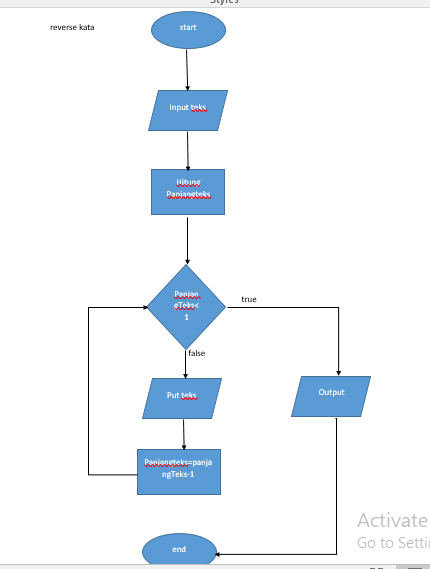 Styles
reverse kata
start
Input teks
Hitung
Panjangteks
Panjan
gTeks<
1
true
false
Put teks
Output
Panjangteks=panja
ngTeks-1
end
Activate
Go to Setti